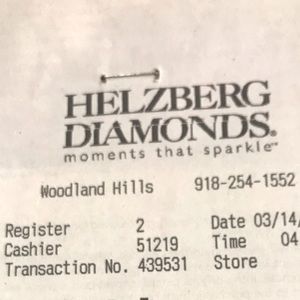 HELZBERG
DIAMONDS®
moments that sparkle™
Woodland Hills 918-254-1552
Register 2 Date 03/14/
Cashier 51219 Time 04
Transaction No. 439531 Store